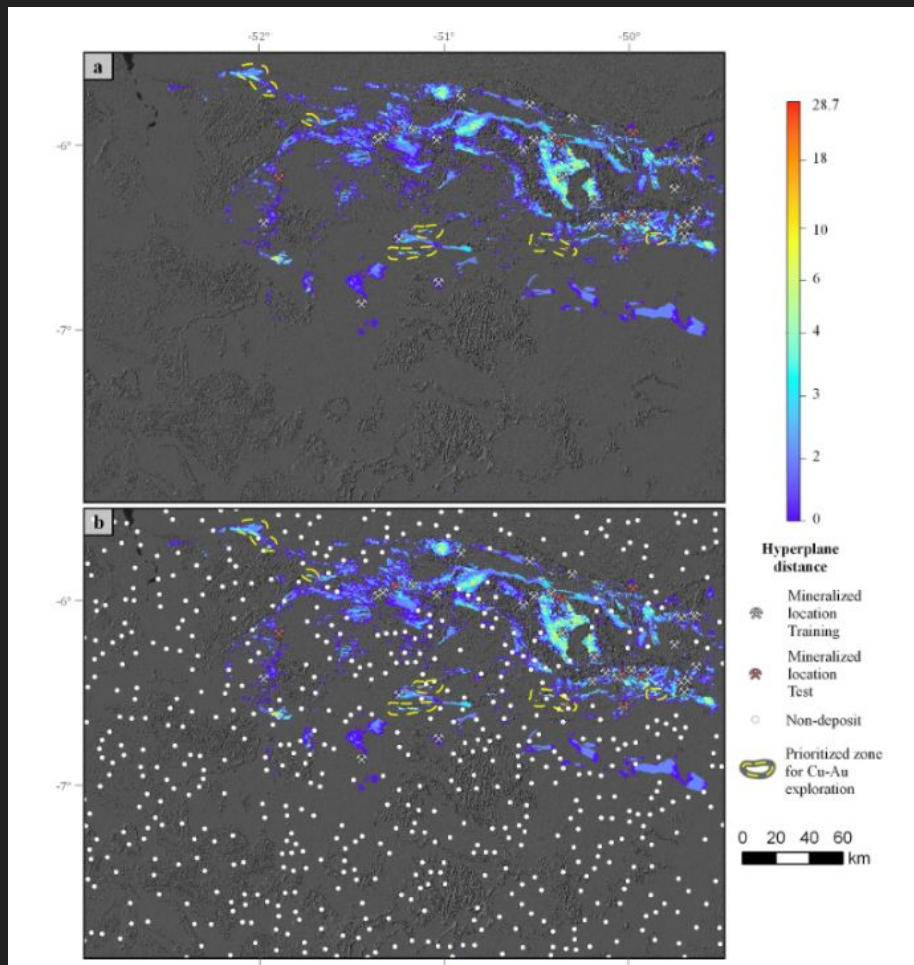 -52°
-51°
-50°
a
-6°
-7°
28.7
18
10
6
4
3
2
0
b
-6°
-7°
Hyperplane
distance
Mineralized
location
Training
Mineralized
location
Test
Non-deposit
Prioritized zone
for Cu-Au
exploration
0 20 40 60
km